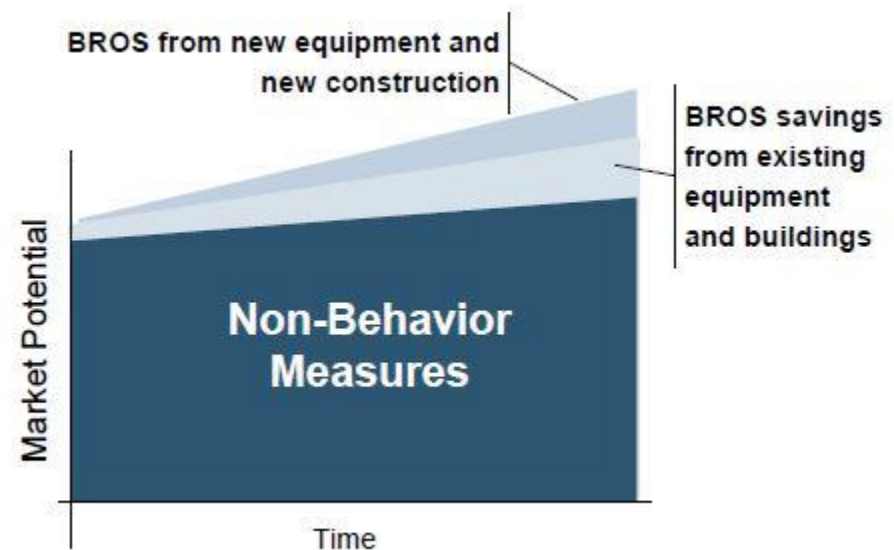 BROS from new equipment and
new construction
BROS savings
from existing
equipment
and buildings
Market Potential
Non-Behavior
Measures
Time